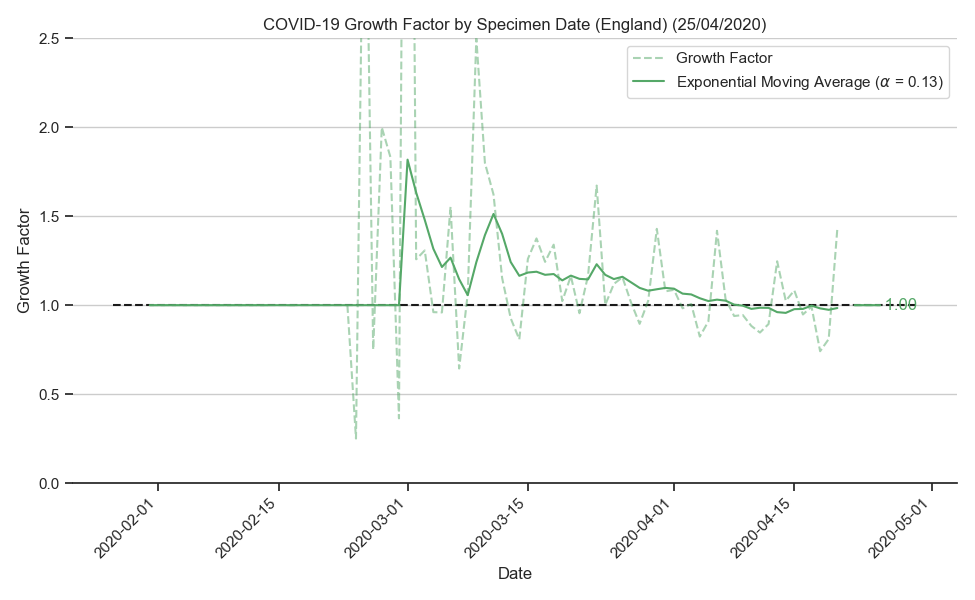 COVID-19 Growth Factor by Specimen Date (England) (25/04/2020)
2.5
Growth Factor
Exponential Moving Average (α = 0.13)
2.0
1.5
Growth Factor
1.0
1.00
0.5
0.0
2020-02-01
2020-02-15
2020-03-01
2020-03-15
2020-04-01
2020-04-15
2020-05-01
Date